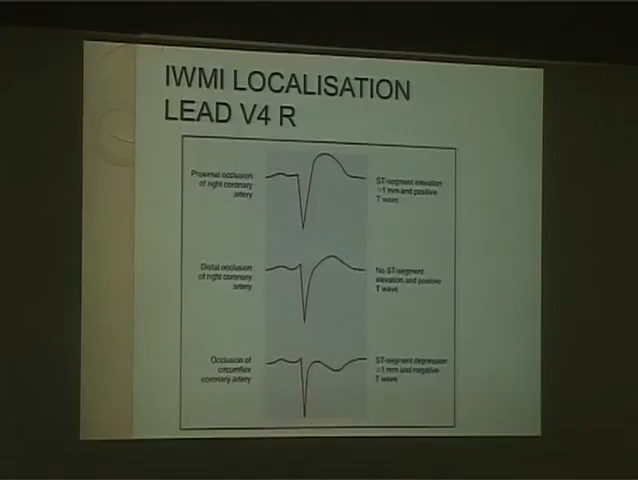 IWMI LOCALISATION
LEAD V4 R
Proximal occlusion
of right coronary
artery
ST-segment elevation
≥1 mm and positive
T wave
Distal occlusion
of right coronary
artery
No ST-segment
elevation and positive
T wave
Occlusion of
circumflex
coronary artery
ST-segment depression
≥1 mm and negative
T wave